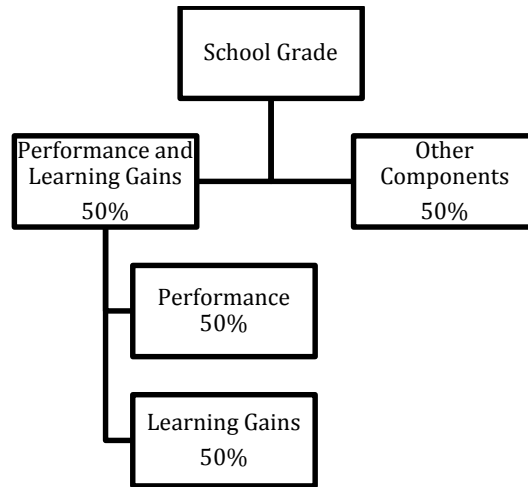 School Grade
Performance and
Learning Gains
50%
Other
Components
50%
Performance
50%
Learning Gains
50%